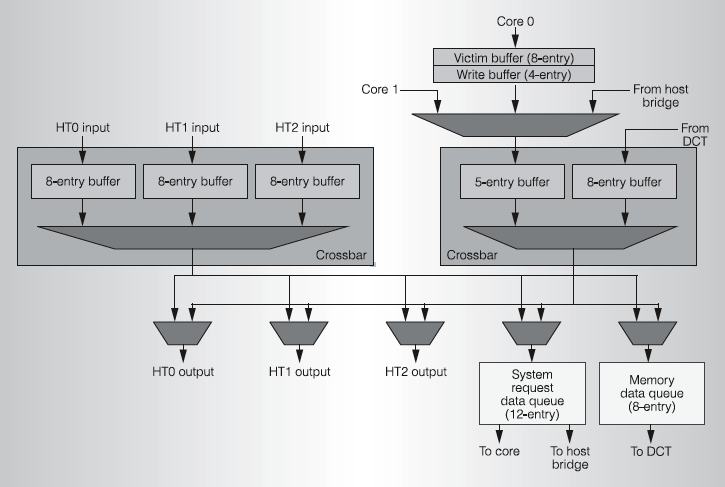 Core 0
Victim buffer (8-entry)
Write buffer (4-entry)
Core 1
From host
bridge
HT0 input
HT1 input
HT2 input
From
DCT
8-entry buffer
8-entry buffer
8-entry buffer
5-entry buffer
8-entry buffer
Crossbar
Crossbar
HT0 output
HT1 output
HT2 output
System
request
data queue
(12-entry)
Memory
data queue
(8-entry)
To core
To host
bridge
To DCT